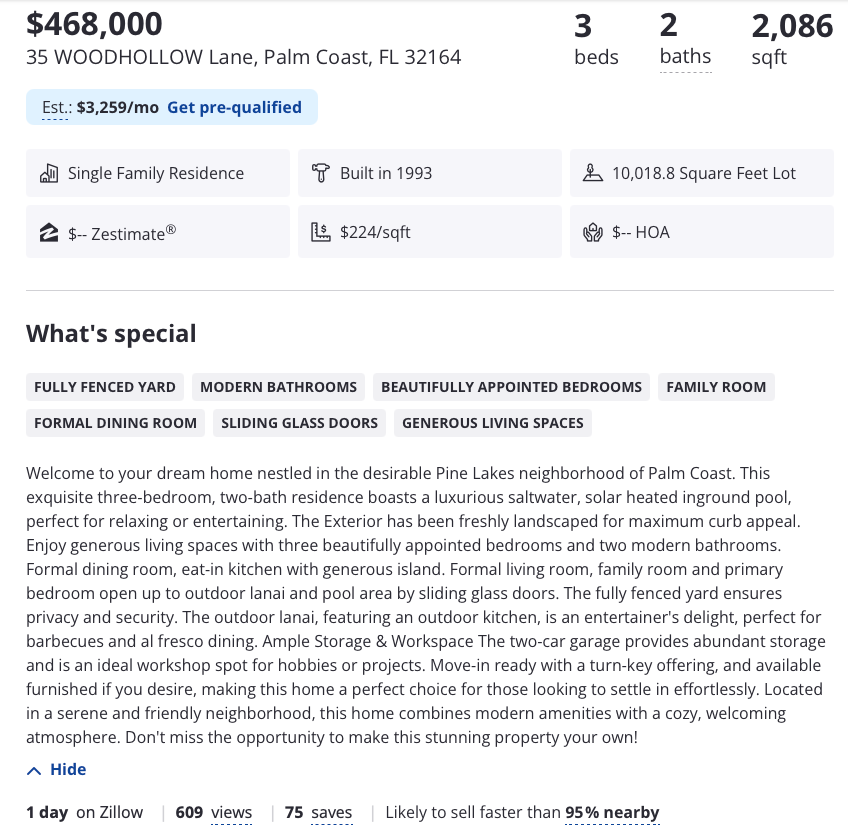 $468,000
35 WOODHOLLOW Lane, Palm Coast, FL 32164
3 beds
2 baths
2,086 sqft
Est.: $3,259/mo Get pre-qualified
Single Family Residence
Built in 1993
10,018.8 Square Feet Lot
$-- Zestimate®
$224/sqft
$-- HOA
What's special
FULLY FENCED YARD MODERN BATHROOMS BEAUTIFULLY APPOINTED BEDROOMS FAMILY ROOM
FORMAL DINING ROOM SLIDING GLASS DOORS GENEROUS LIVING SPACES
Welcome to your dream home nestled in the desirable Pine Lakes neighborhood of Palm Coast. This
exquisite three-bedroom, two-bath residence boasts a luxurious saltwater, solar heated inground pool,
perfect for relaxing or entertaining. The Exterior has been freshly landscaped for maximum curb appeal.
Enjoy generous living spaces with three beautifully appointed bedrooms and two modern bathrooms.
Formal dining room, eat-in kitchen with generous island. Formal living room, family room and primary
bedroom open up to outdoor lanai and pool area by sliding glass doors. The fully fenced yard ensures
privacy and security. The outdoor lanai, featuring an outdoor kitchen, is an entertainer's delight, perfect for
barbecues and al fresco dining. Ample Storage & Workspace The two-car garage provides abundant storage
and is an ideal workshop spot for hobbies or projects. Move-in ready with a turn-key offering, and available
furnished if you desire, making this home a perfect choice for those looking to settle in effortlessly. Located
in a serene and friendly neighborhood, this home combines modern amenities with a cozy, welcoming
atmosphere. Don't miss the opportunity to make this stunning property your own!
Hide
1 day on Zillow | 609 views | 75 saves | Likely to sell faster than 95% nearby